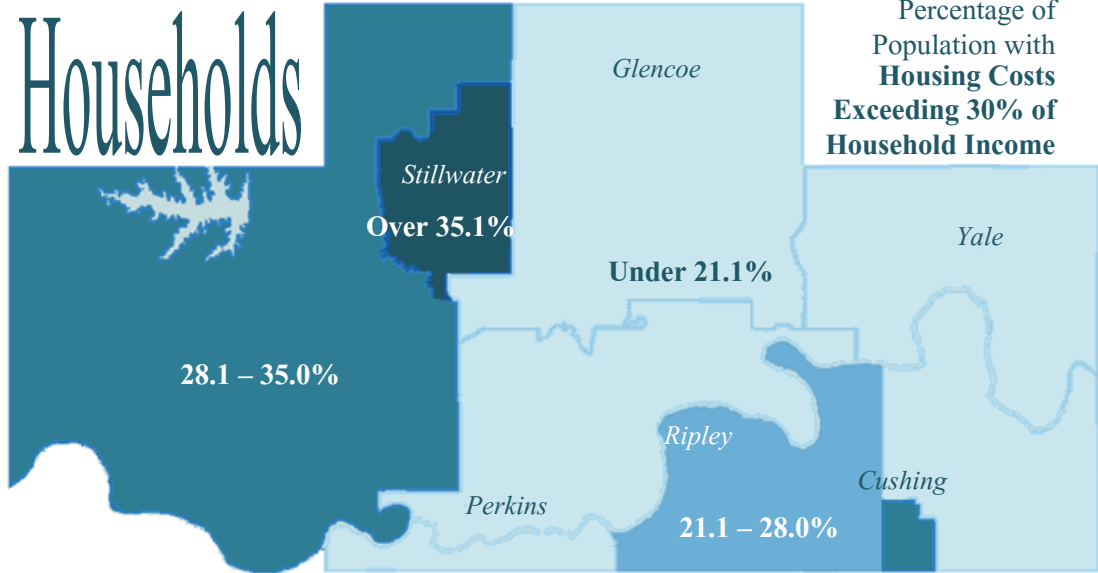 Households
Percentage of
Population with
Housing Costs
Exceeding 30% of
Household Income
Glencoe
Stillwater
Over 35.1%
Yale
Under 21.1%
28.1 – 35.0%
Ripley
Cushing
Perkins
21.1 – 28.0%